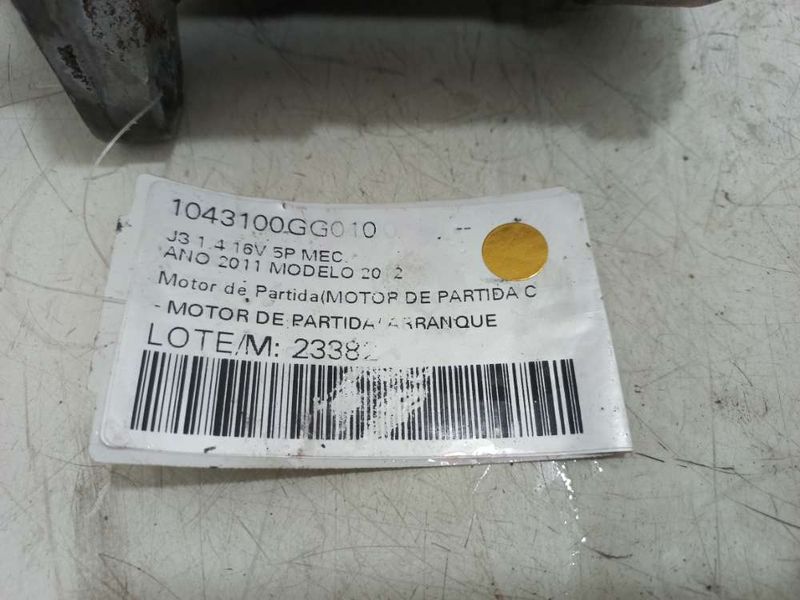 1043100GG010
J3 1.4 16V 5P MEC.
ANO 2011 MODELO 2012
Motor de Partida(MOTOR DE PARTIDA C
- MOTOR DE PARTIDA/ ARRANQUE
LOTE/M: 23382